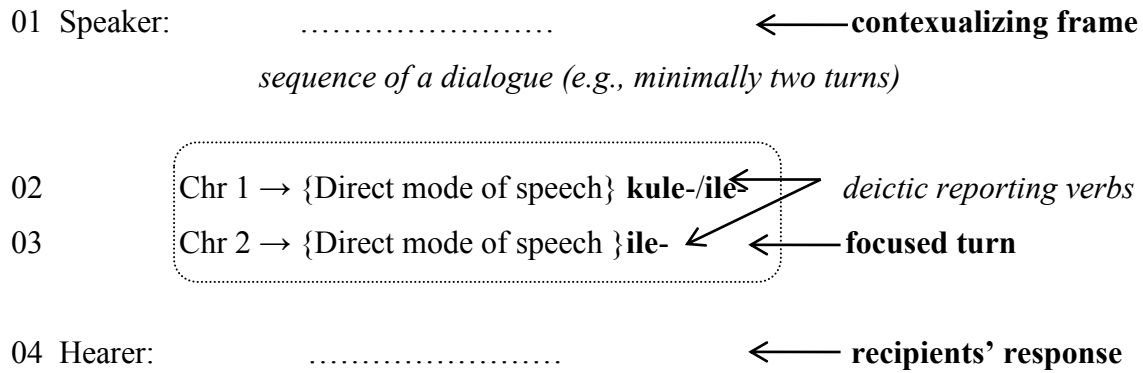 01 Speaker: …………………… contexualizing frame
sequence of a dialogue (e.g., minimally two turns)
02 Chr 1 → {Direct mode of speech} kule-/ile- deictic reporting verbs
03 Chr 2 → {Direct mode of speech }ile- focused turn
04 Hearer: …………………… recipients’ response